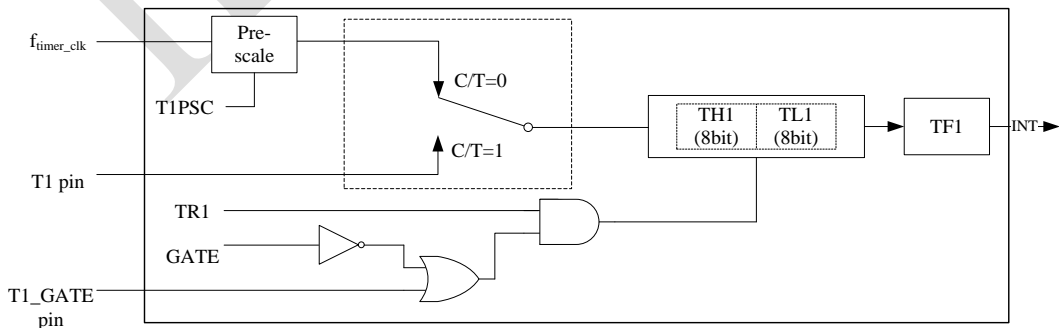 f_timer_clk
Pre-
scale
T1PSC
C/T=0
C/T=1
T1 pin
TH1
(8bit)
TL1
(8bit)
TF1
INT
TR1
GATE
T1_GATE
pin